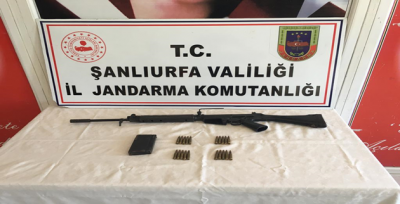 T.C.
ŞANLIURFA VALİLİĞİ
İL JANDARMA KOMUTANLIĞI